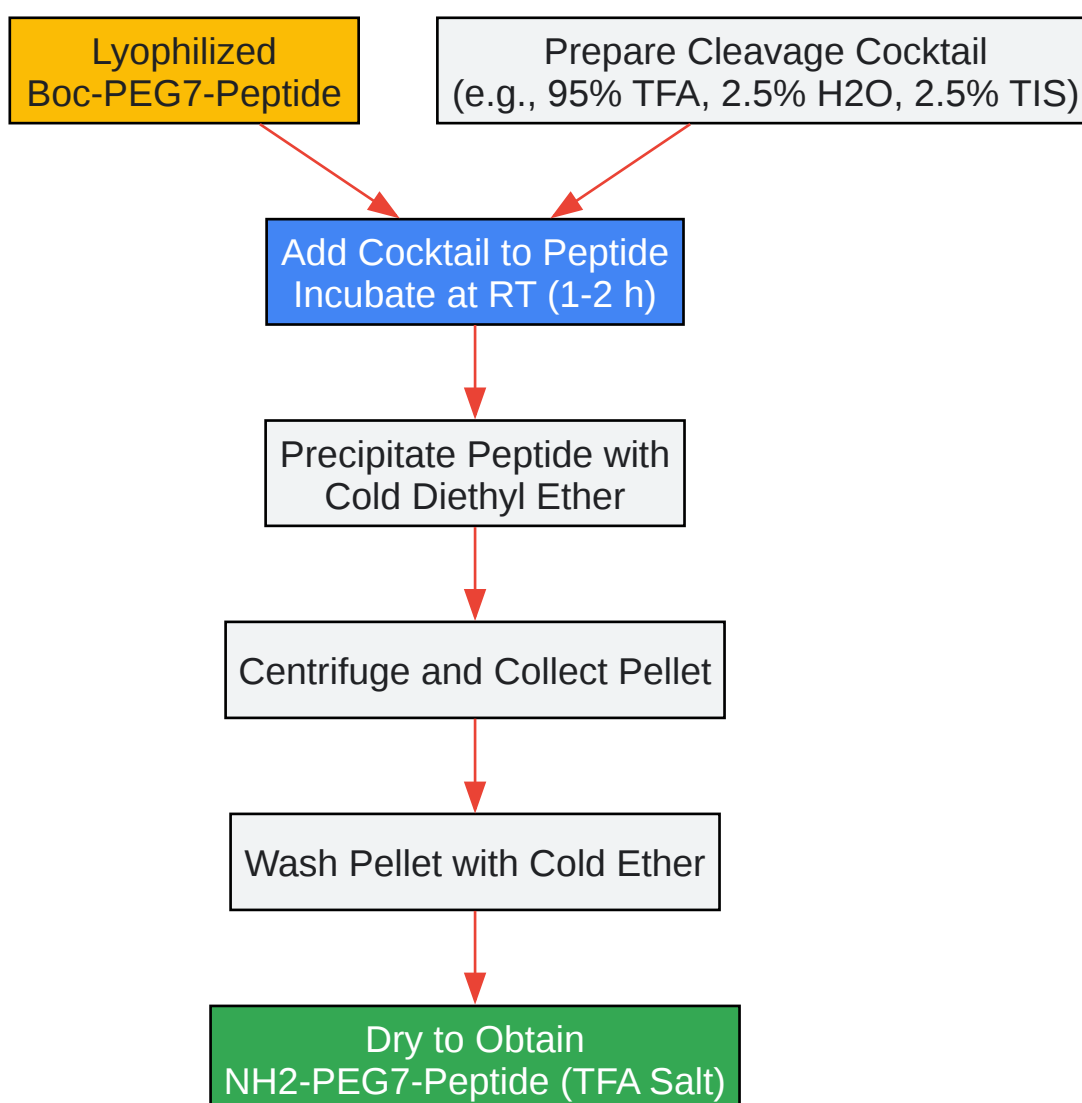 Lyophilized
Boc-PEG7-Peptide
Prepare Cleavage Cocktail
(e.g., 95% TFA, 2.5% H2O, 2.5% TIS)
Add Cocktail to Peptide
Incubate at RT (1-2 h)
Precipitate Peptide with
Cold Diethyl Ether
Centrifuge and Collect Pellet
Wash Pellet with Cold Ether
Dry to Obtain
NH2-PEG7-Peptide (TFA Salt)